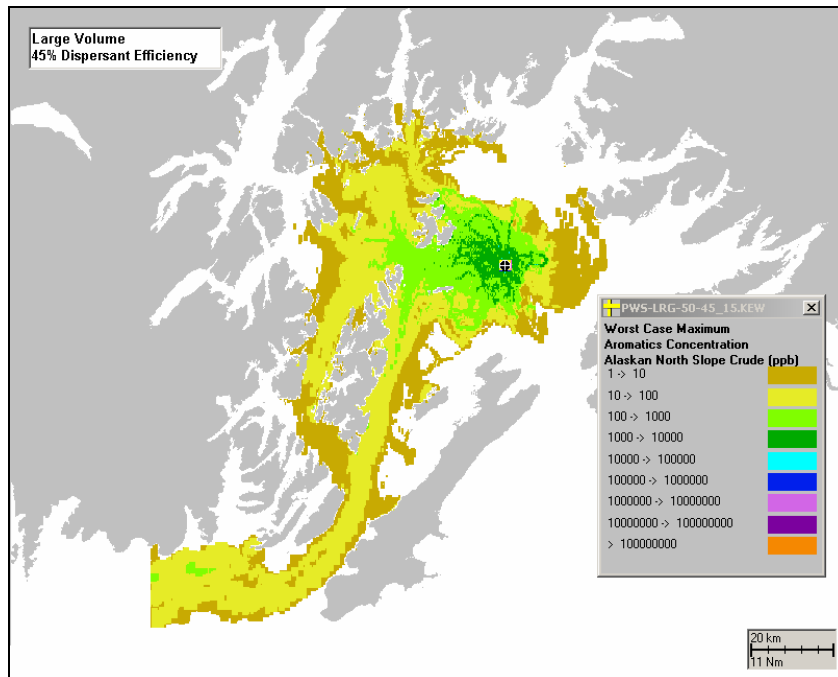 Large Volume
45% Dispersant Efficiency
PWS-LRG-50-45_15.KEW
Worst Case Maximum
Aromatics Concentration
Alaskan North Slope Crude (ppb)
1 -> 10
10 -> 100
100 -> 1000
1000 -> 10000
10000 -> 100000
100000 -> 1000000
1000000 -> 10000000
10000000 -> 100000000
> 100000000
20 km
11 Nm